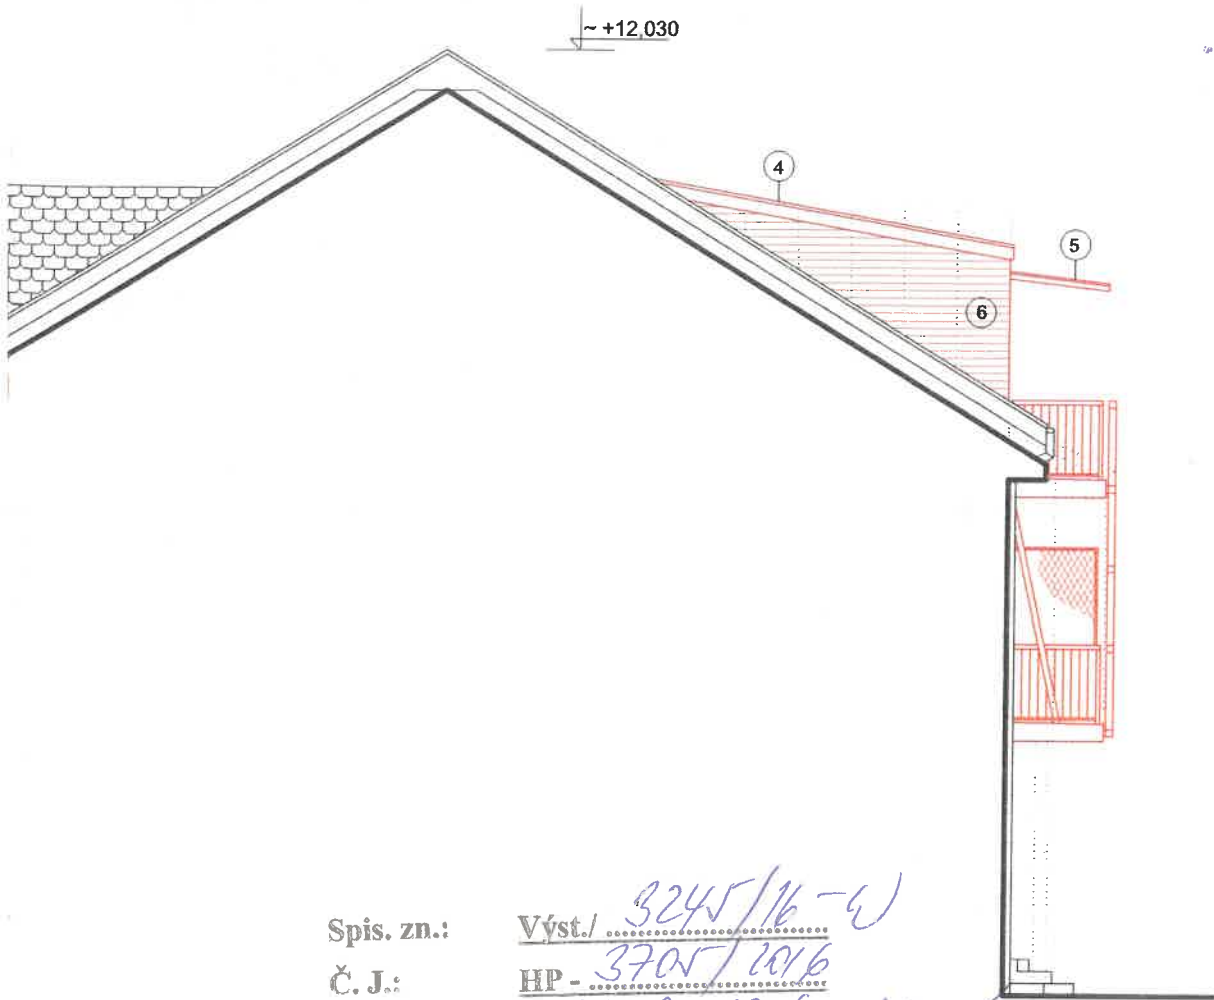 ~ +12,030
4
5
6
Spis. zn.: Výst./ 3245/16-
Č. J.: HP - 3705/2016